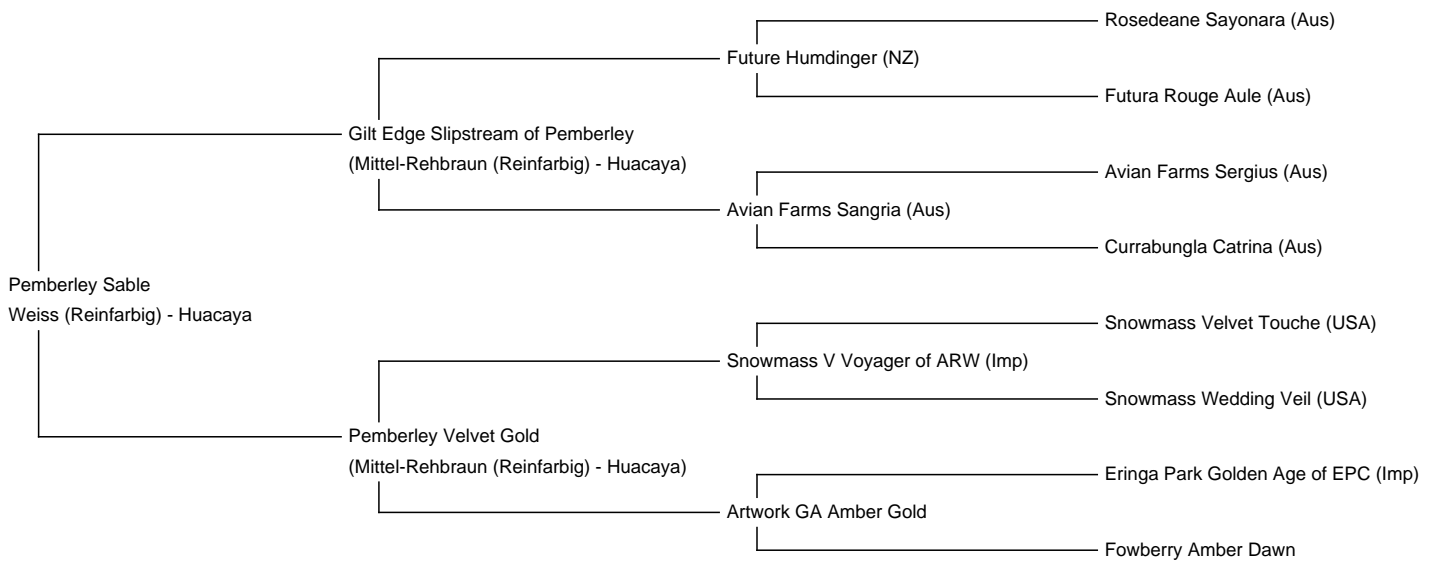 Rosedeane Sayonara (Aus)
Future Humdinger (NZ)
Futura Rouge Aule (Aus)
Gilt Edge Slipstream of Pemberley
(Mittel-Rehbraun (Reinfarbig) - Huacaya)
Avian Farms Sergius (Aus)
Avian Farms Sangria (Aus)
Currabungla Catrina (Aus)
Pemberley Sable
Weiss (Reinfarbig) - Huacaya
Snowmass Velvet Touche (USA)
Snowmass V Voyager of ARW (Imp)
Snowmass Wedding Veil (USA)
Pemberley Velvet Gold
(Mittel-Rehbraun (Reinfarbig) - Huacaya)
Eringa Park Golden Age of EPC (Imp)
Artwork GA Amber Gold
Fowberry Amber Dawn